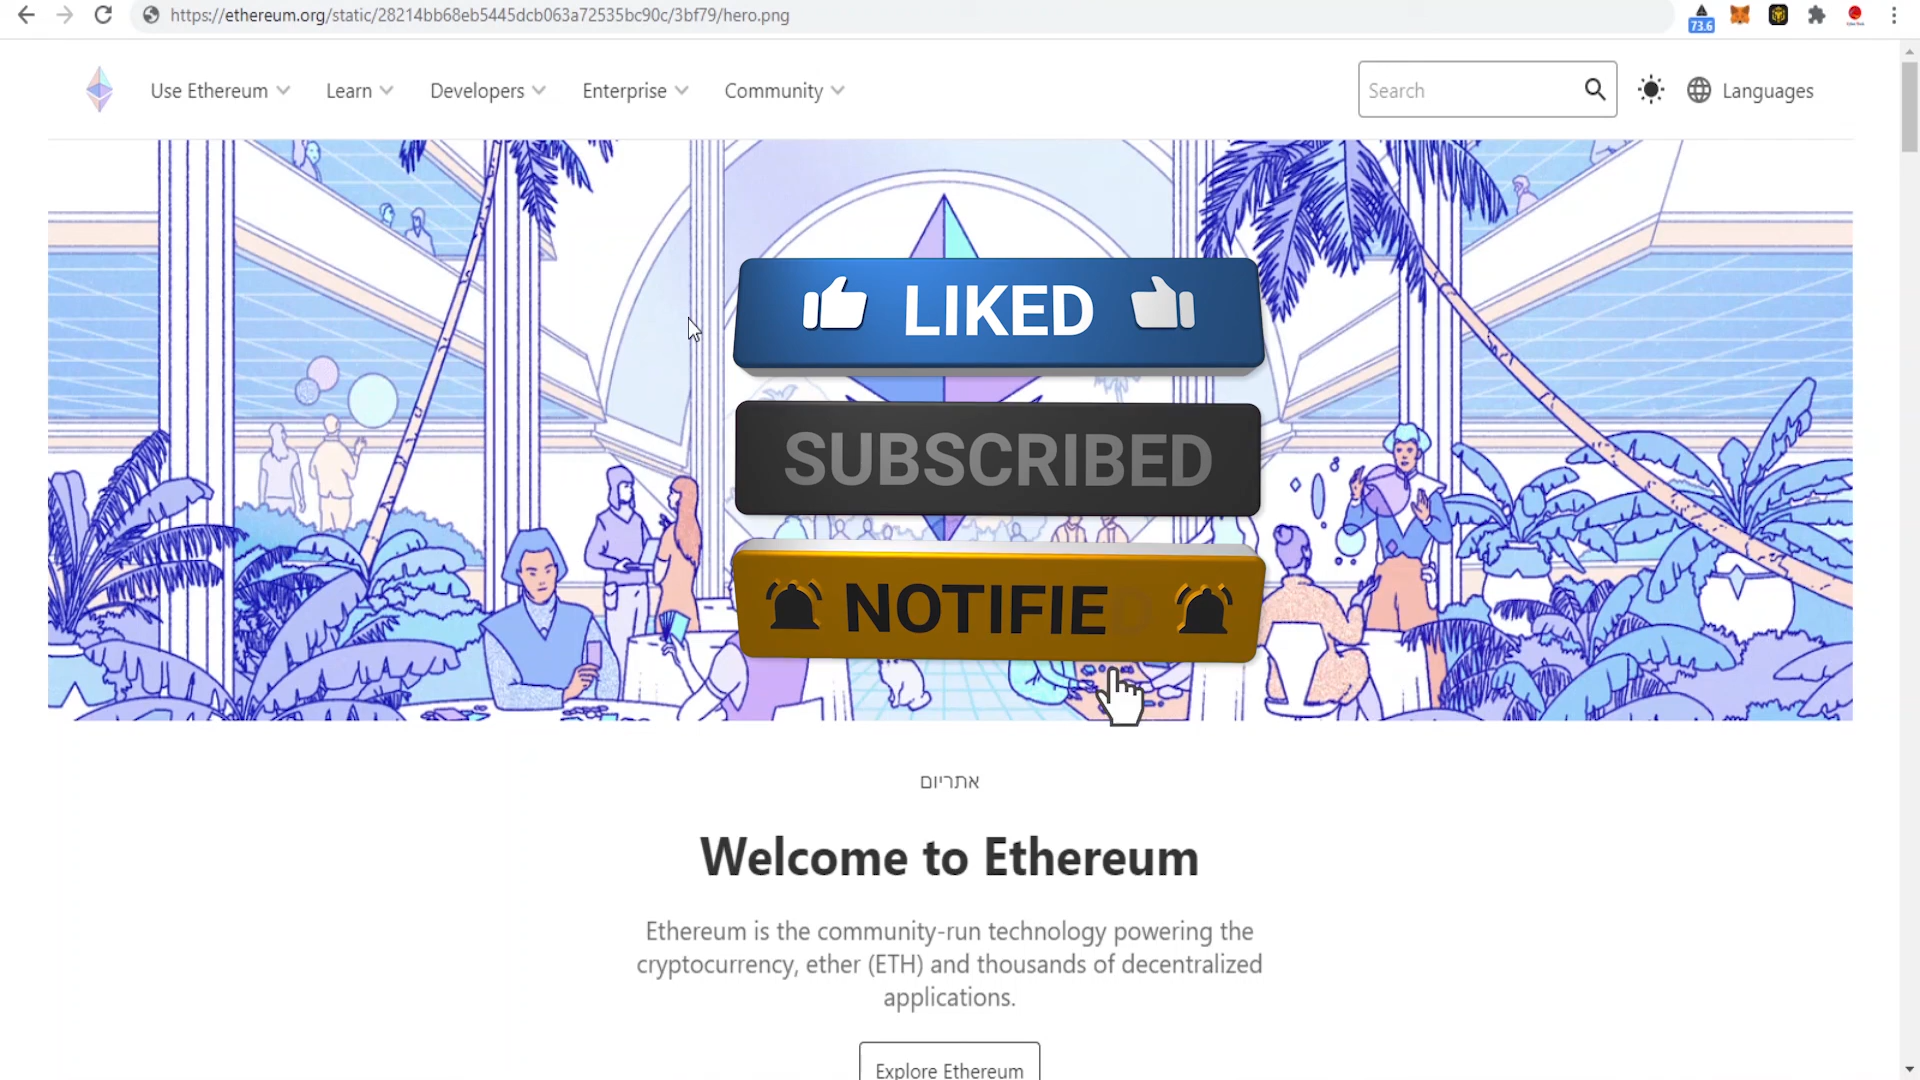 https://ethereum.org/static/28214bb68eb5445dcb063a72535bc90c/3bf79/hero.png
73.6
Use Ethereum
Learn
Developers
Enterprise
Community
Search
Languages
LIKED
SUBSCRIBED
NOTIFIED
אתריום
Welcome to Ethereum
Ethereum is the community-run technology powering the
cryptocurrency, ether (ETH) and thousands of decentralized
applications.
Explore Ethereum